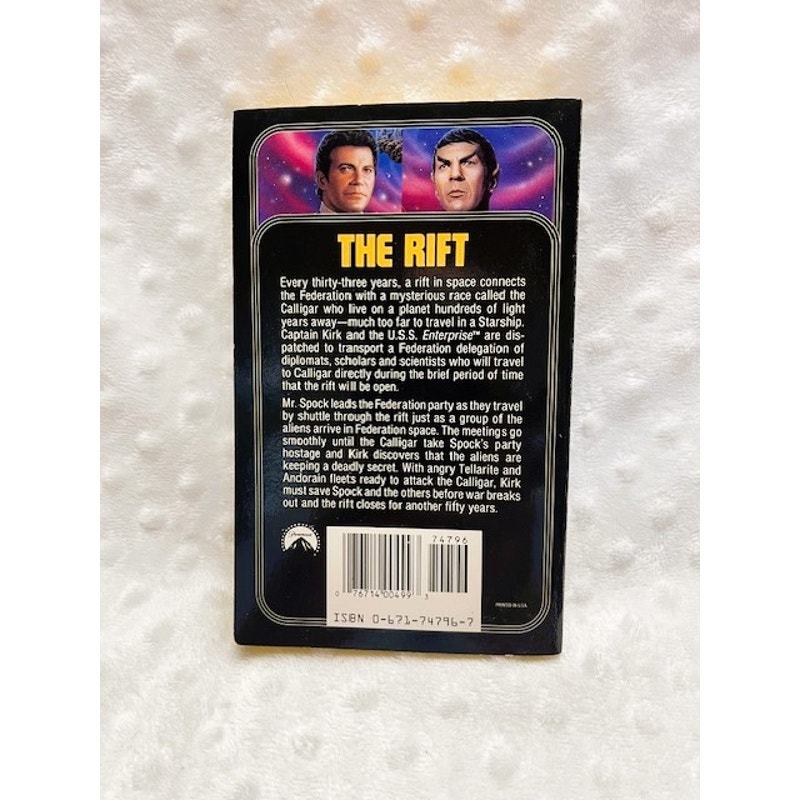 THE RIFT
Every thirty-three years, a rift in space connects
the Federation with a mysterious race called the
Calligar who live on a planet hundreds of light
years away—much too far to travel in a Starship.
Captain Kirk and the U.S.S. Enterprise™ are dis-
patched to transport a Federation delegation of
diplomats, scholars and scientists who will travel
to Calligar directly during the brief period of time
that the rift will be open.
Mr. Spock leads the Federation party as they travel
by shuttle through the rift just as a group of the
aliens arrive in Federation space. The meetings go
smoothly until the Calligar take Spock's party
hostage and Kirk discovers that the aliens are
keeping a deadly secret. With angry Tellarite and
Andorain fleets ready to attack the Calligar, Kirk
must save Spock and the others before war breaks
out and the rift closes for another fifty years.
Paramount
74796
0 76714 00499 3
ISBN 0-671-74796-7
PRINTED IN U.S.A.